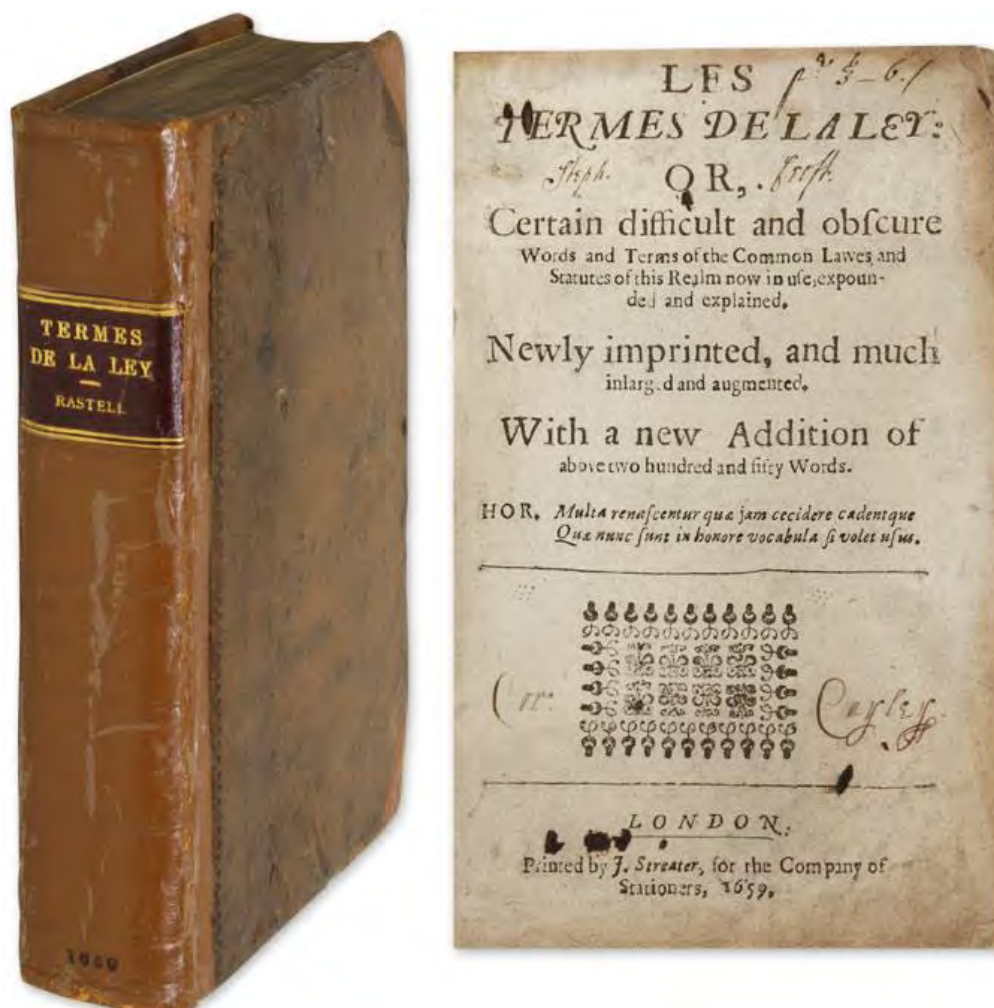 TERMES
DE LA LEY
RASTELL
LES
TERMES DE LA LEY:
Steph.
OR,
Certain difficult and obſcure
Words and Terms of the Common Lawes and
Statutes of this Realm now in uſe, expoun-
ded and explained.
Newly imprinted, and much
inlarged and augmented.
With a new Addition of
above two hundred and fifty Words.
HOR. Multa renaſcentur quæ jam cecidere cadentque
Quæ nunc ſunt in honore vocabula ſi volet uſus.
Cayley.
LONDON,
Printed by J. Streater, for the Company of
Stationers, 1659.